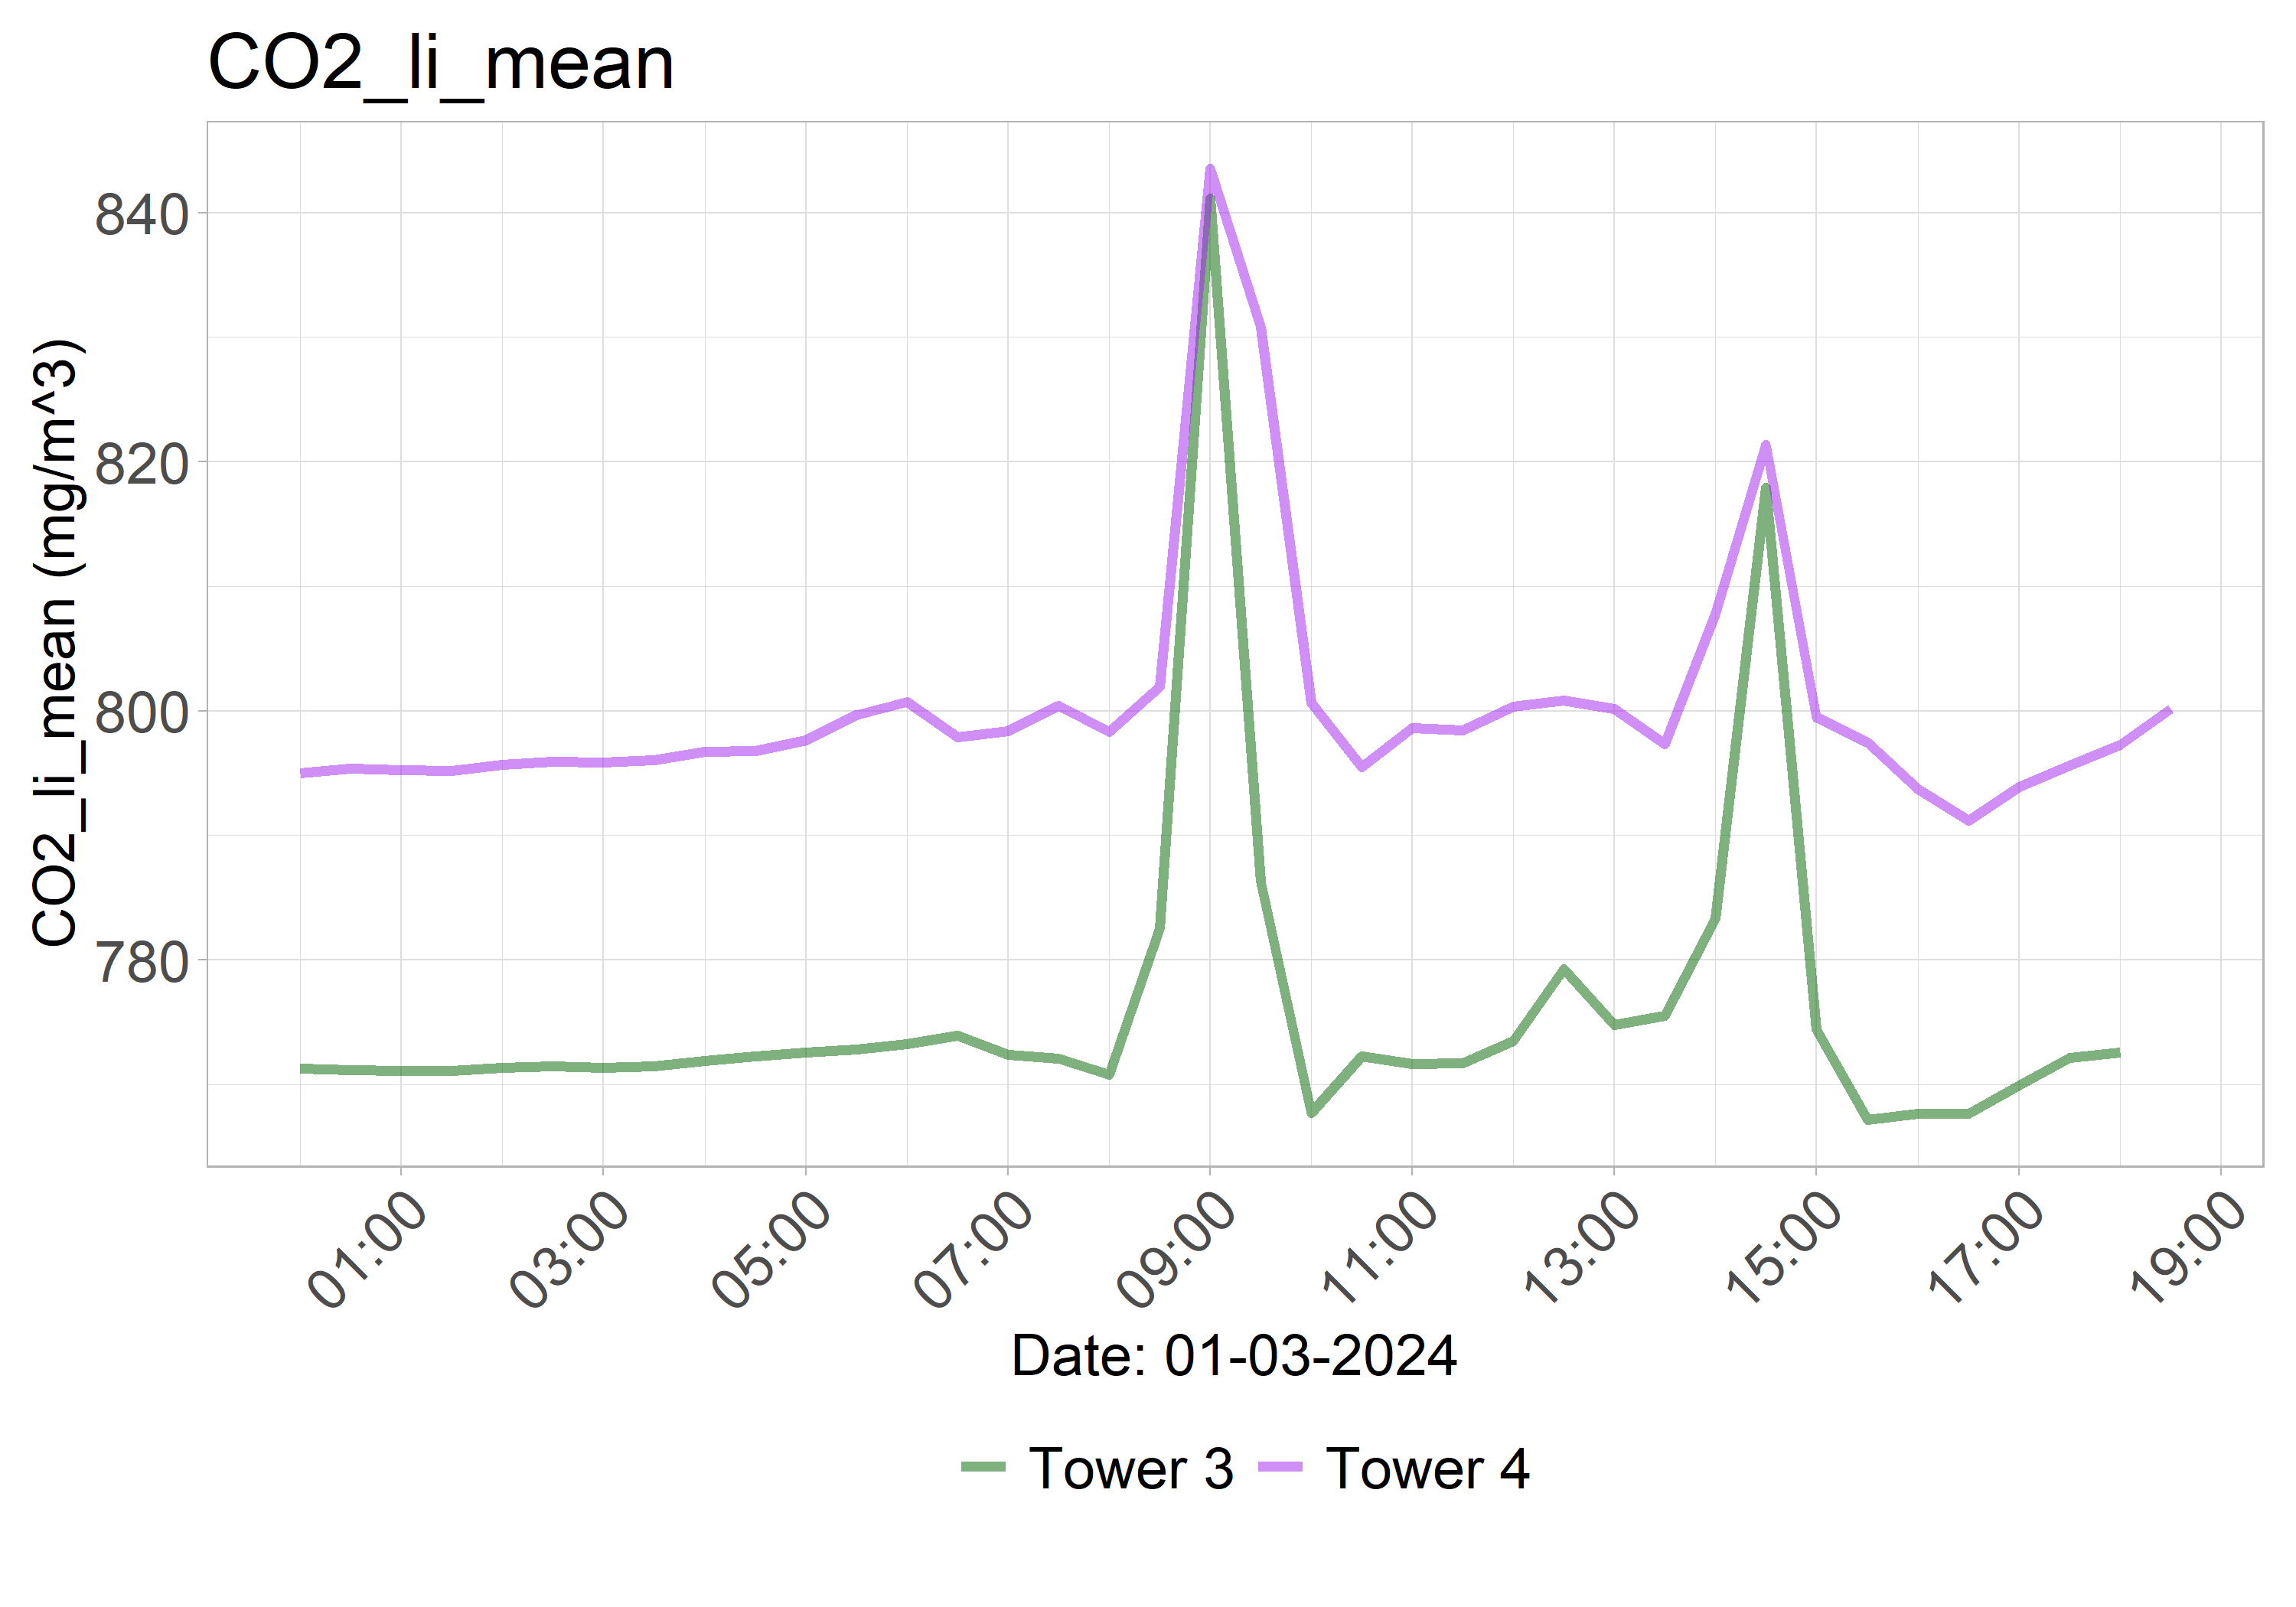 CO2_li_mean
CO2_li_mean (mg/m^3)
840
820
800
780
01:00
03:00
05:00
07:00
09:00
11:00
13:00
15:00
17:00
19:00
Date: 01-03-2024
Tower 3
Tower 4